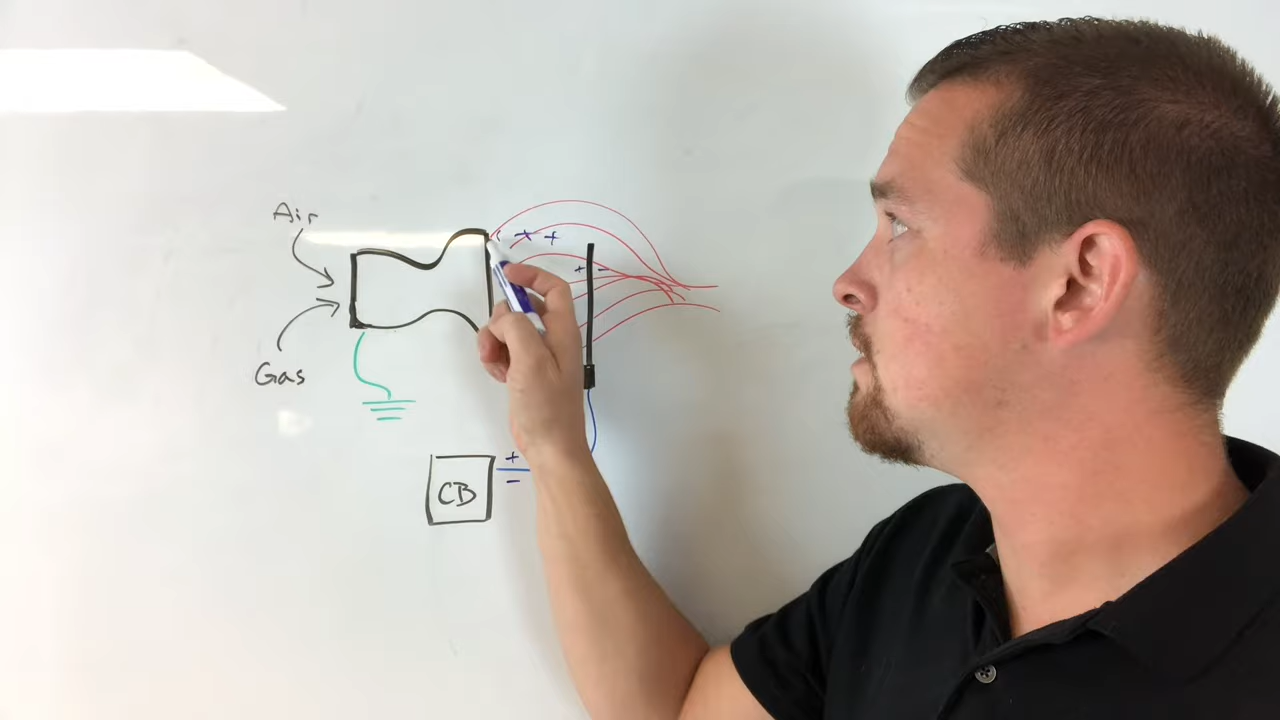 Air
+ +
+ -
Gas
+
CB
-